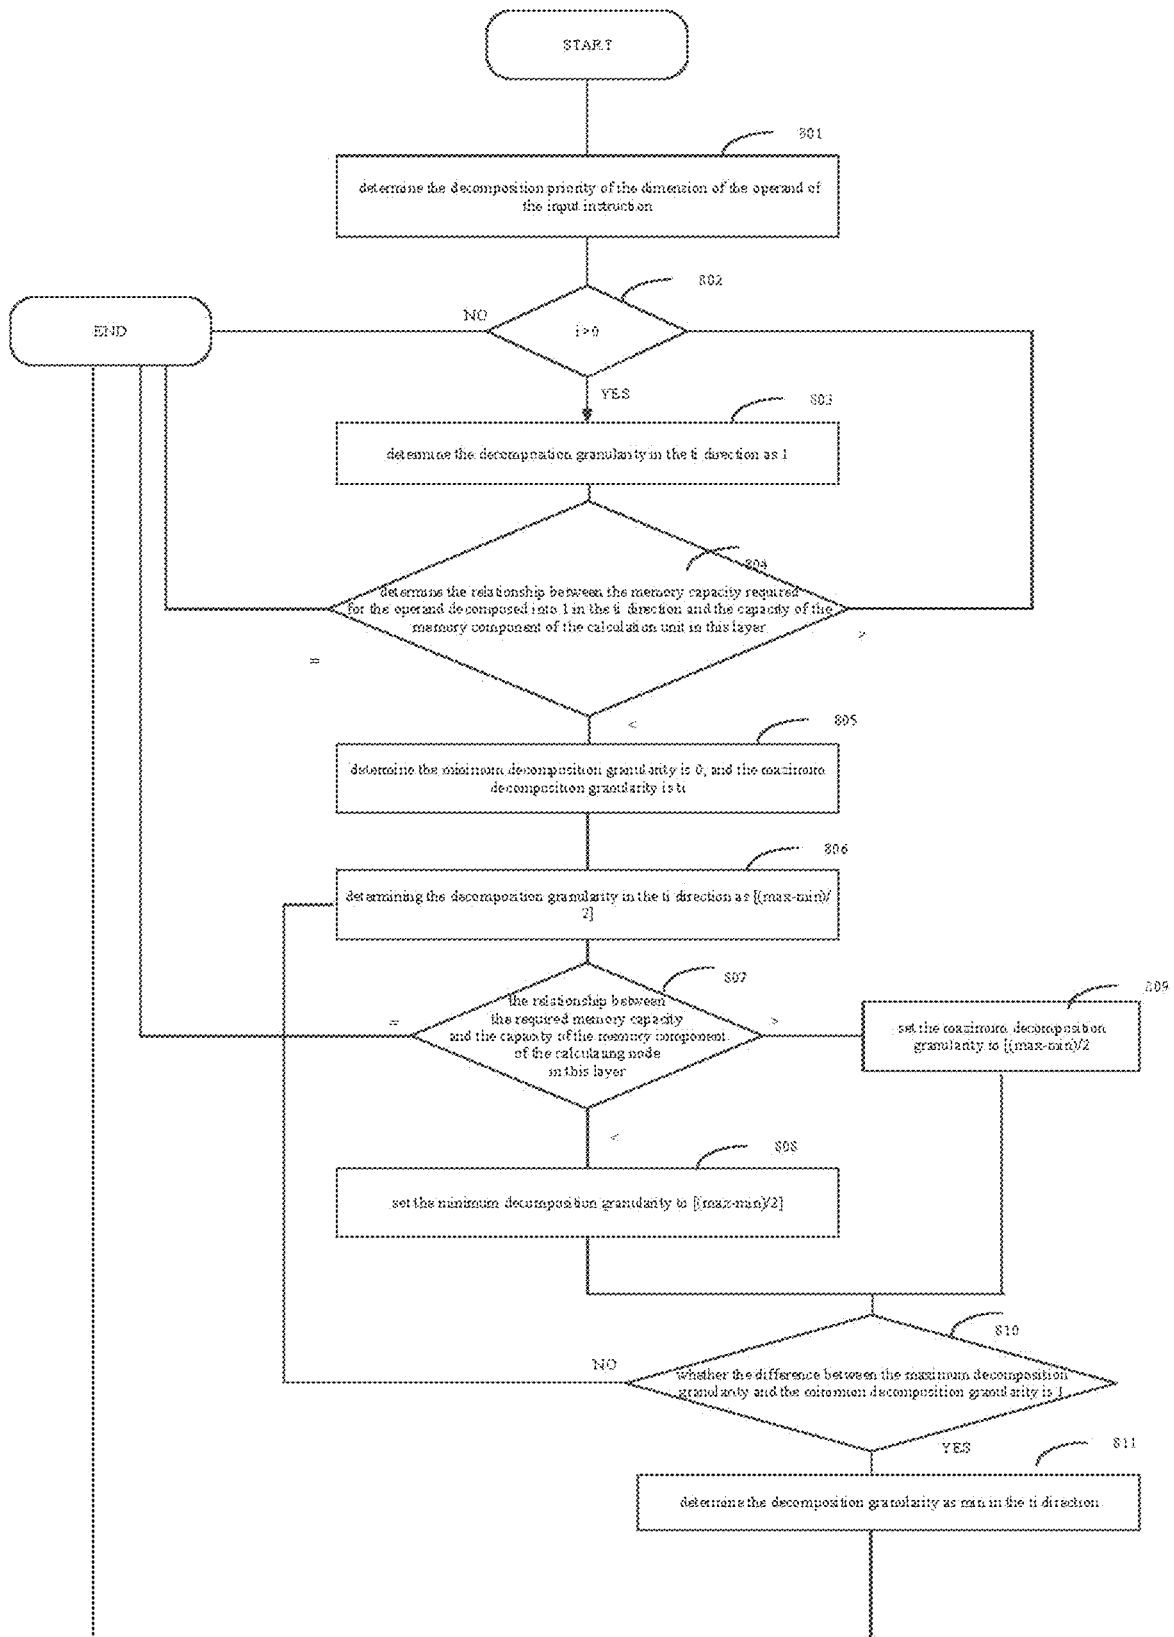 START
801
determine the decomposition priority of the dimension of the operand of
the input instruction
802
NO
END
i>0
YES
803
determine the decomposition granularity in the ti direction as 1
804
determine the relationship between the memory capacity required
for the operand decomposed into 1 in the ti direction and the capacity of the
memory component of the calculation unit in this layer
>
=
<
805
determine the minimum decomposition granularity is 0, and the maximum
decomposition granularity is ti
806
determining the decomposition granularity in the ti direction as [(max-min)/
2]
807
the relationship between
the required memory capacity
and the capacity of the memory component
of the calculating node
in this layer
=
>
809
set the maximum decomposition
granularity to [(max-min)/2
<
808
set the minimum decomposition granularity to [(max-min)/2]
810
NO
whether the difference between the maximum decomposition
granularity and the minimum decomposition granularity is 1
YES
811
determine the decomposition granularity as min in the ti direction